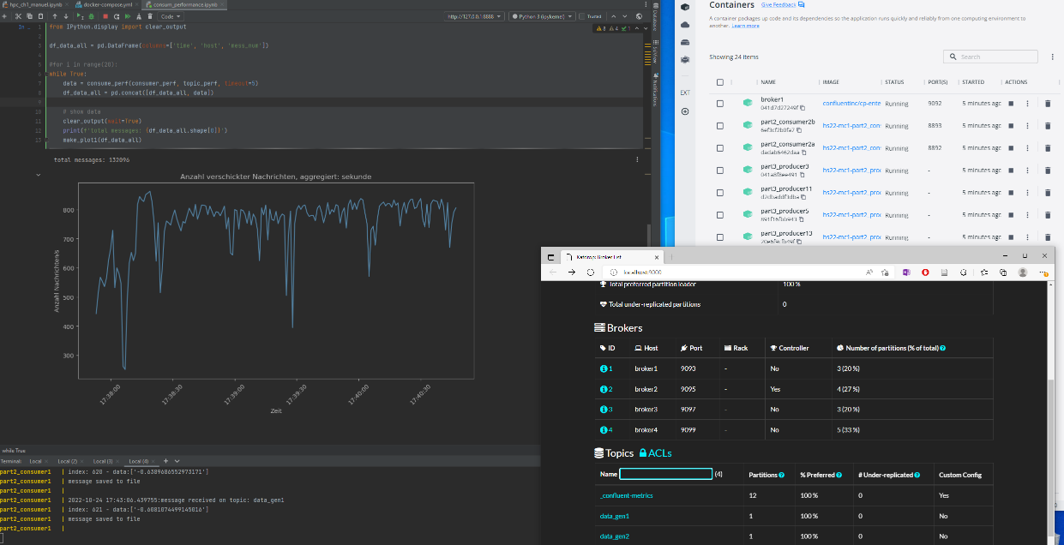 hpc_ch1_manuel.ipynb
docker-compose.yml
consum_performance.ipynb
Code
http://127.0.0.1:8888
Python 3 (ipykernel)
Trusted
from IPython.display import clear_output
df_data_all = pd.DataFrame(columns=['time', 'host', 'mess_num'])
#for i in range(20):
while True:
data = consume_perf(consumer_perf, topic_perf, timeout=5)
df_data_all = pd.concat([df_data_all, data])
# show data
clear_output(wait=True)
print(f'total messages: {df_data_all.shape[0]}')
make_plot1(df_data_all)
total messages: 132096
Anzahl verschickter Nachrichten, aggregiert: sekunde
Anzahl Nachrichten/s
800
700
600
500
400
300
17:38:00
17:38:30
17:39:00
17:39:30
17:40:00
17:40:30
Zeit
while True
Terminal: Local Local (2) Local (3) Local (4)
part2_consumer1 | index: 620 - data:['-0.6389686552973171']
part2_consumer1 | message saved to file
part2_consumer1 |
part2_consumer1 | 2022-10-24 17:43:06.439755:message received on topic: data_gen1
part2_consumer1 | index: 621 - data:['-0.6081074499145016']
part2_consumer1 | message saved to file
part2_consumer1 |
Database
Notifications
Containers Give Feedback
A container packages up code and its dependencies so the application runs quickly and reliably from one computing environment to
another. Learn more
Showing 24 items
Search
NAME IMAGE STATUS PORT(S) STARTED ACTIONS
broker1 confluentinc/cp-ente Running 9092 5 minutes ago
part2_consumer2b hs22-mc1-part2_con Running 8893 5 minutes ago
part2_consumer2a hs22-mc1-part2_con Running 8892 5 minutes ago
part3_producer3 hs22-mc1-part2_proc Running - 5 minutes ago
part3_producer11 hs22-mc1-part2_proc Running - 5 minutes ago
part3_producer5 hs22-mc1-part2_proc Running - 5 minutes ago
part3_producer13 hs22-mc1-part2_proc Running - 5 minutes ago
EXT
Kafdrop: Broker List
localhost:9000
Total preferred partition leader 100 %
Total under-replicated partitions 0
Brokers
ID Host Port Rack Controller Number of partitions (% of total)
1 broker1 9093 - No 3 (20 %)
2 broker2 9095 - Yes 4 (27 %)
3 broker3 9097 - No 3 (20 %)
4 broker4 9099 - No 5 (33 %)
Topics ACLs
Name (4) Partitions % Preferred # Under-replicated Custom Config
_confluent-metrics 12 100 % 0 Yes
data_gen1 1 100 % 0 No
data_gen2 1 100 % 0 No